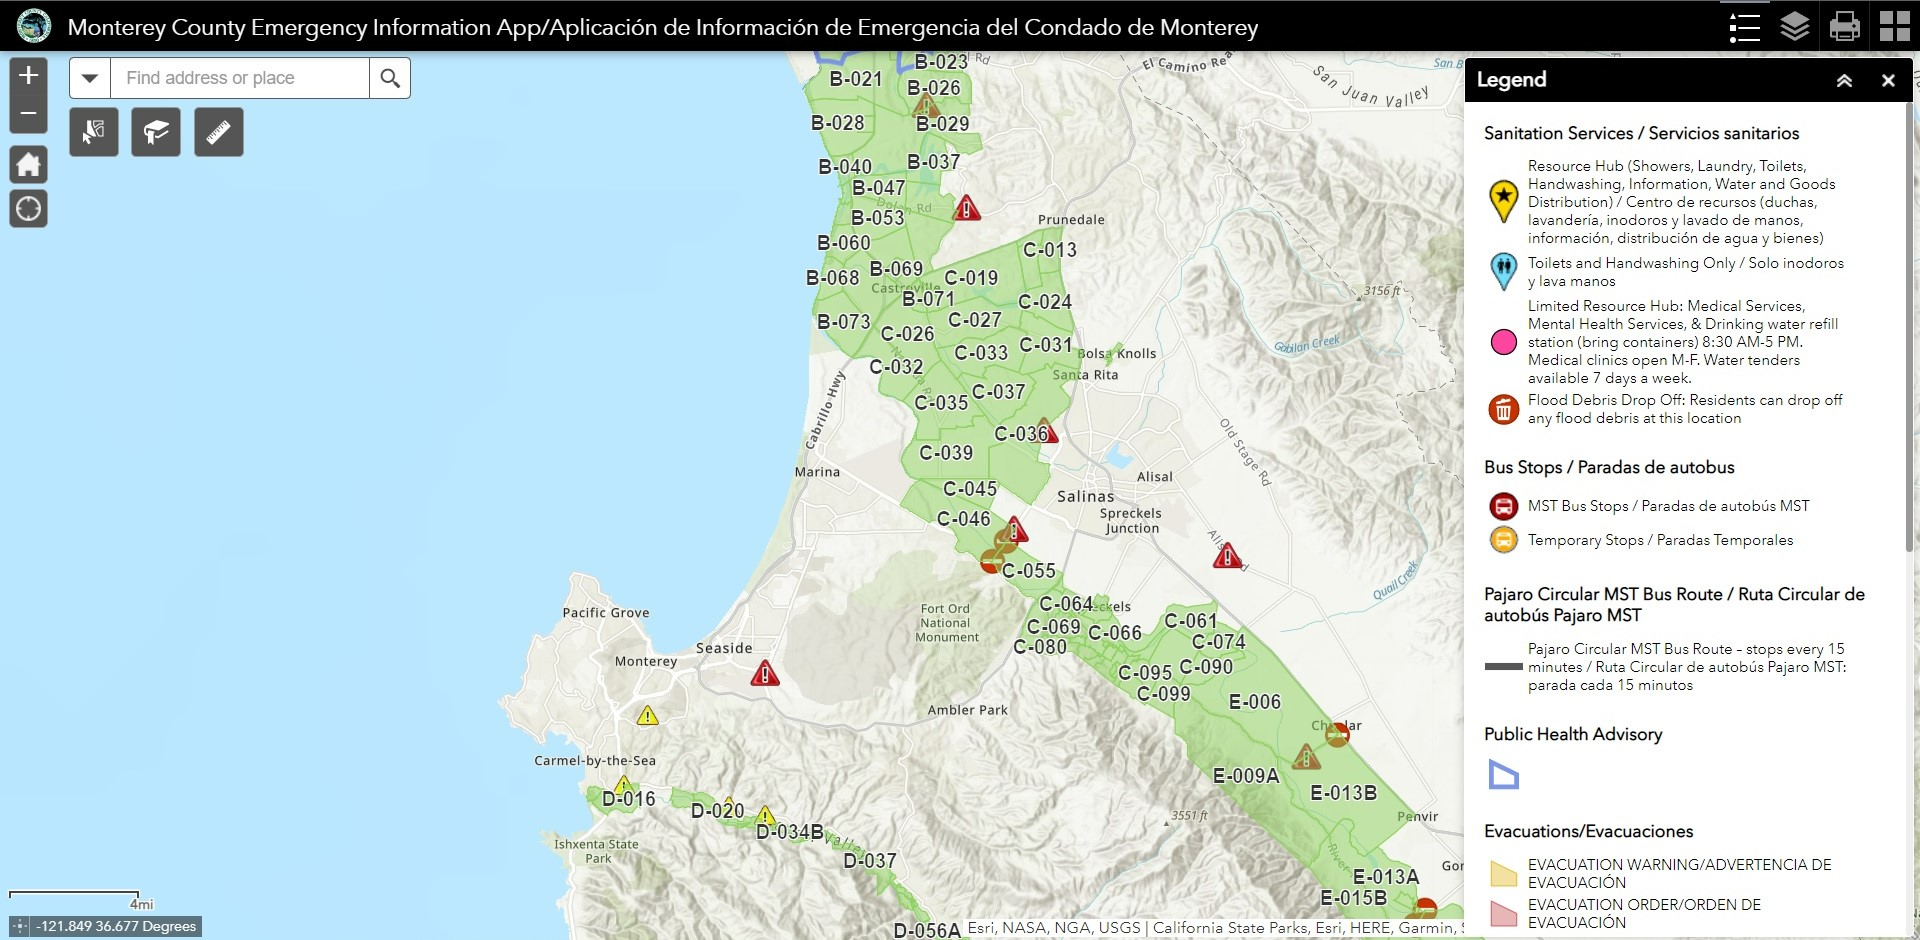 Monterey County Emergency Information App/Aplicación de Información de Emergencia del Condado de Monterey
Find address or place
El Camino Rea
San Juan Valley
San B
B-023
Rd
B-021
B-026
B-028
B-029
B-040
B-037
B-047
Dolan Rd
B-053
Prunedale
B-060
C-013
B-068
B-069
C-019
Castroville
B-071
C-024
3156 ft
B-073
C-026
C-027
C-033
C-031
Bolsa Knolls
Gabilan Creek
C-032
Santa Rita
C-035
C-037
Cabrillo Hwy
C-036
Old Stage Rd
C-039
Marina
Alisal
C-045
Salinas
C-046
Spreckels
Junction
C-055
Quail Creek
Pacific Grove
Fort Ord
National
Monument
C-064
ckels
C-069
C-066
C-061
C-080
C-074
Seaside
Monterey
C-095
C-090
C-099
E-006
Ambler Park
Carmel-by-the-Sea
E-009A
E-013B
D-016
D-020
3551 ft
Penvir
D-034B
Valle
Ishxenta State
Park
D-037
Gor
E-013A
E-015B
D-056A
4mi
-121.849 36.677 Degrees
Esri, NASA, NGA, USGS | California State Parks, Esri, HERE, Garmin, S
Legend
Sanitation Services / Servicios sanitarios
Resource Hub (Showers, Laundry, Toilets,
Handwashing, Information, Water and Goods
Distribution) / Centro de recursos (duchas,
lavandería, inodoros y lavado de manos,
información, distribución de agua y bienes)
Toilets and Handwashing Only / Solo inodoros
y lava manos
Limited Resource Hub: Medical Services,
Mental Health Services, & Drinking water refill
station (bring containers) 8:30 AM-5 PM.
Medical clinics open M-F. Water tenders
available 7 days a week.
Flood Debris Drop Off: Residents can drop off
any flood debris at this location
Bus Stops / Paradas de autobus
MST Bus Stops / Paradas de autobús MST
Temporary Stops / Paradas Temporales
Pajaro Circular MST Bus Route / Ruta Circular de
autobús Pajaro MST
Pajaro Circular MST Bus Route – stops every 15
minutes / Ruta Circular de autobús Pajaro MST:
parada cada 15 minutos
Public Health Advisory
Evacuations/Evacuaciones
EVACUATION WARNING/ADVERTENCIA DE
EVACUACIÓN
EVACUATION ORDER/ORDEN DE
EVACUACIÓN